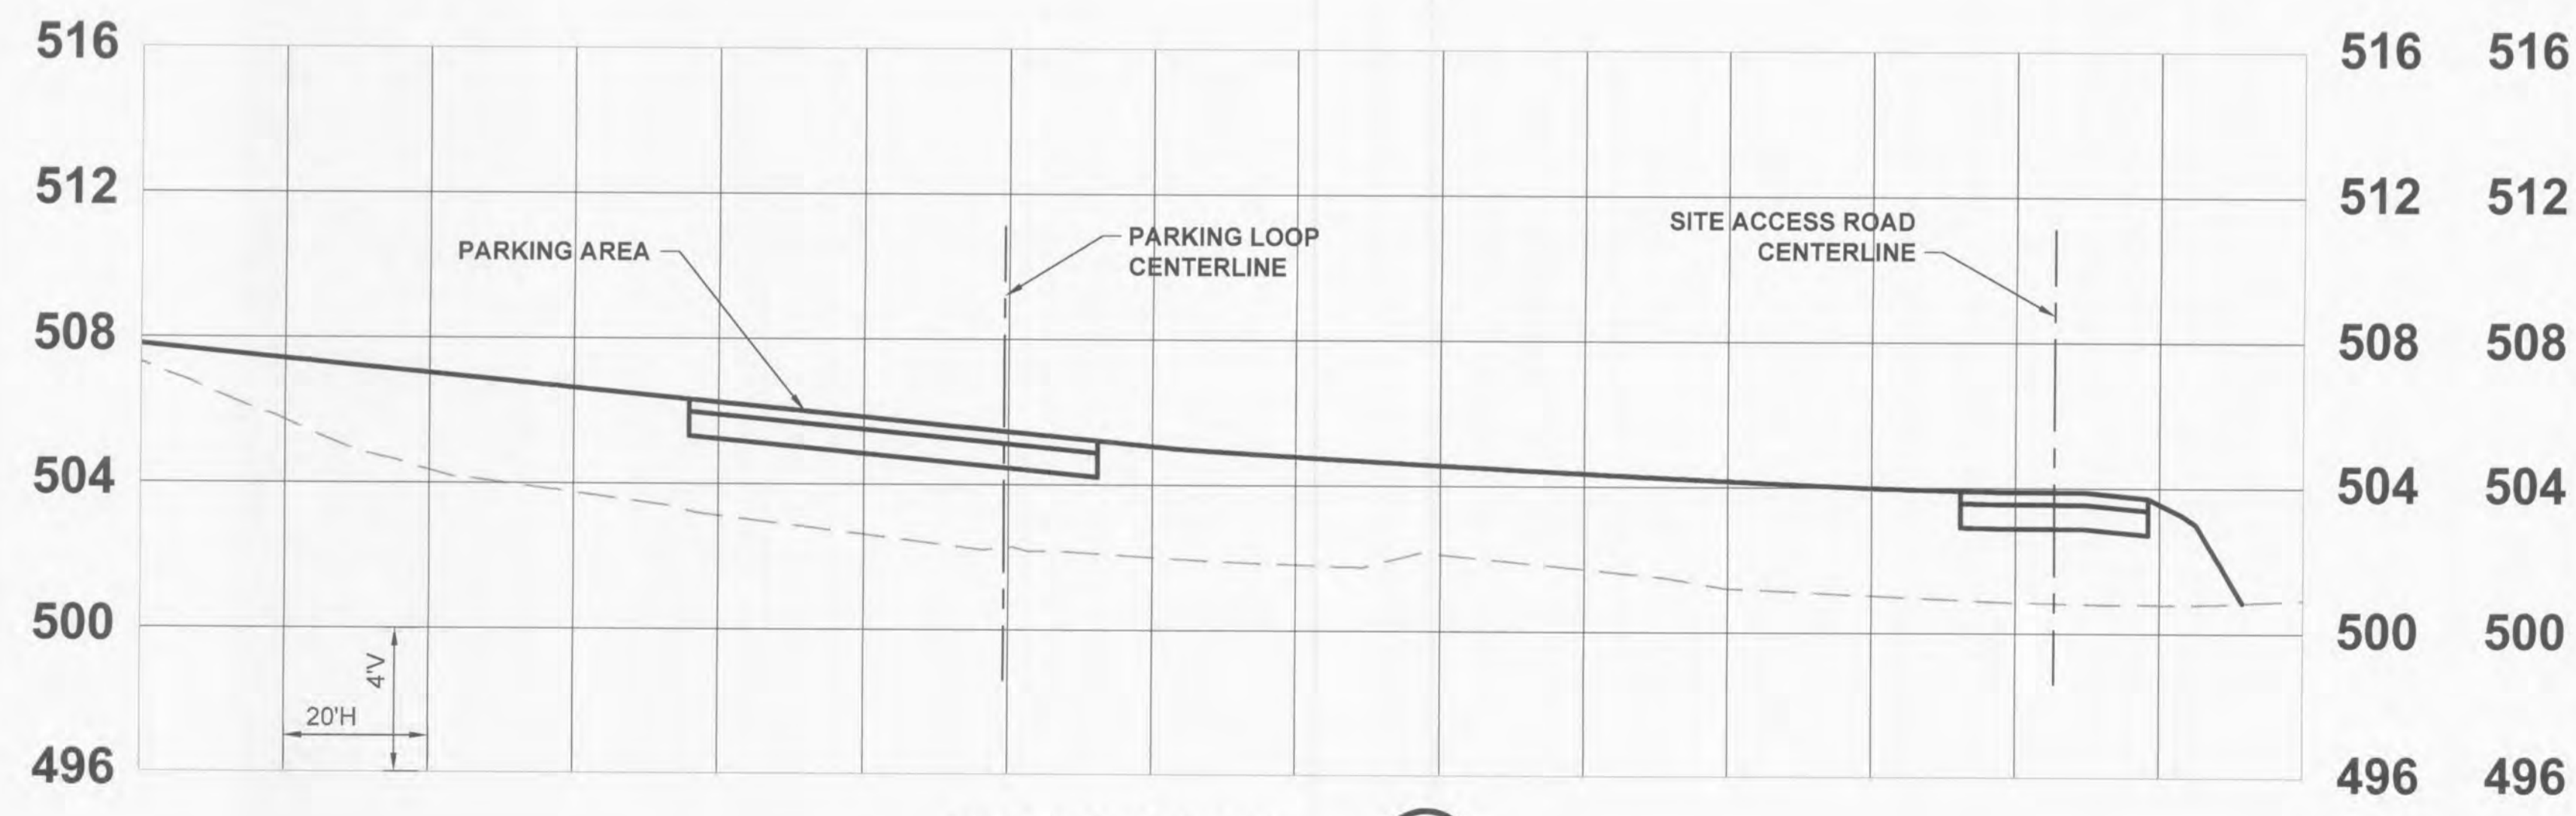 516
516 516
512
512 512
SITE ACCESS ROAD
CENTERLINE
PARKING LOOP
CENTERLINE
PARKING AREA
508
508 508
504
504 504
500
500 500
4'V
20'H
496
496 496